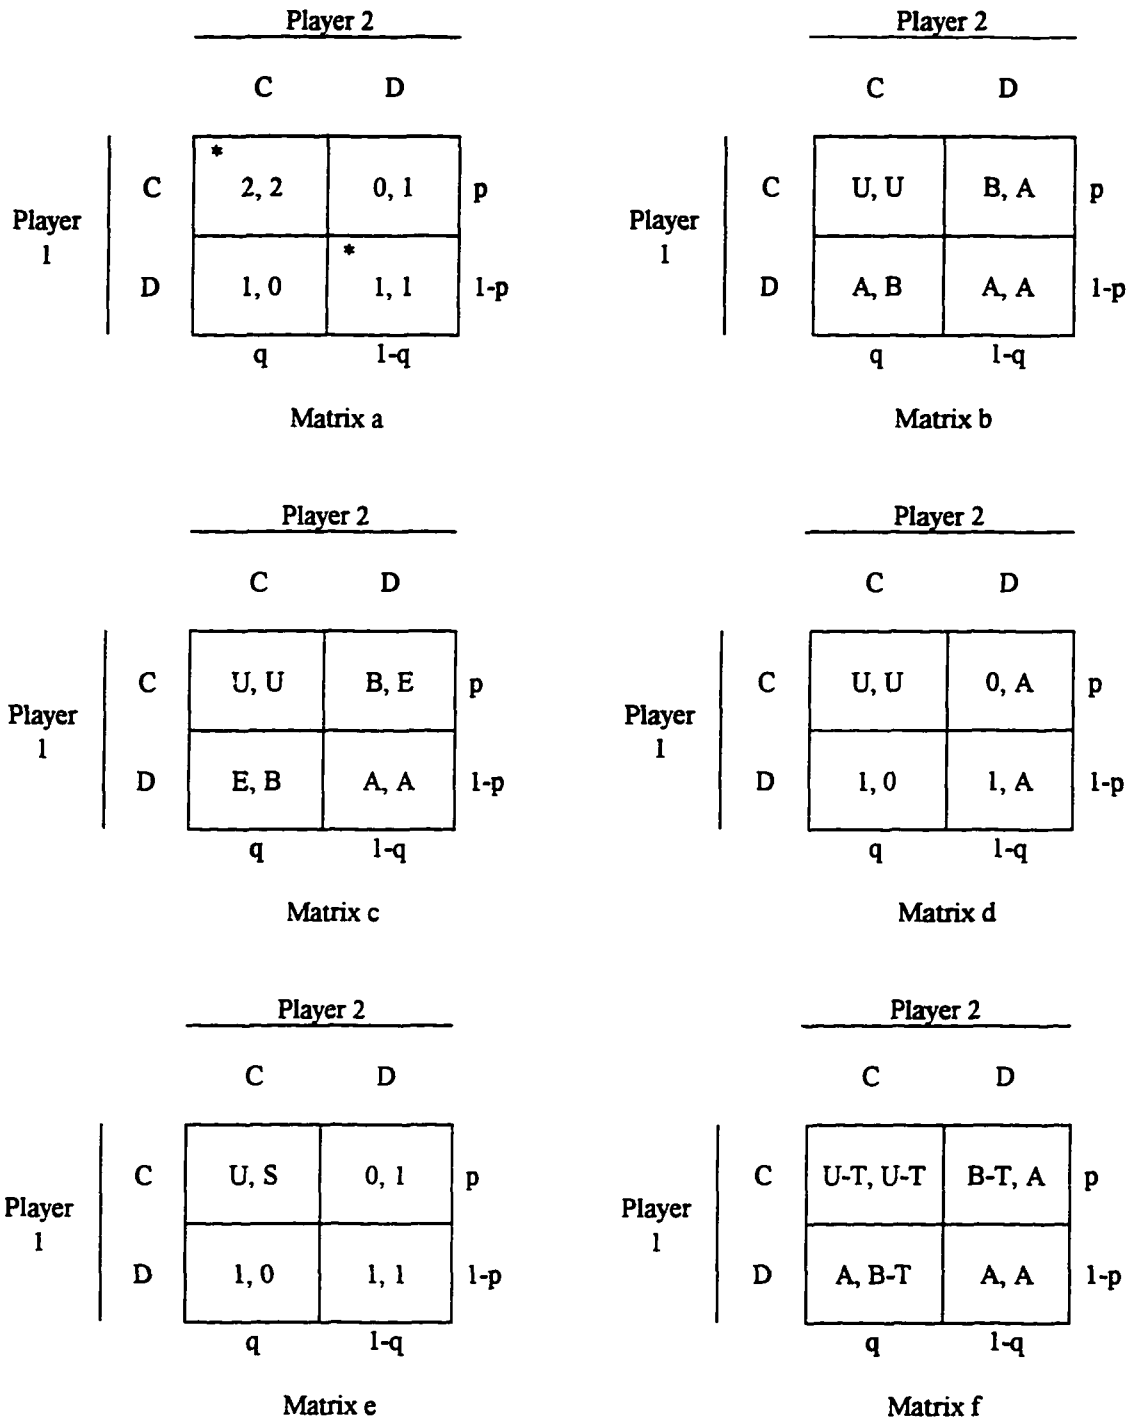 Player 2 Player 2
C D C D
* 
C 2, 2 0, 1 p C U, U B, A p
Player Player
1 * 1
D 1, 0 1, 1 1-p D A, B A, A 1-p
q 1-q q 1-q
Matrix a Matrix b
Player 2 Player 2
C D C D
C U, U B, E p C U, U 0, A p
Player Player
1 1
D E, B A, A 1-p D 1, 0 1, A 1-p
q 1-q q 1-q
Matrix c Matrix d
Player 2 Player 2
C D C D
C U, S 0, 1 p C U-T, U-T B-T, A p
Player Player
1 1
D 1, 0 1, 1 1-p D A, B-T A, A 1-p
q 1-q q 1-q
Matrix e Matrix f